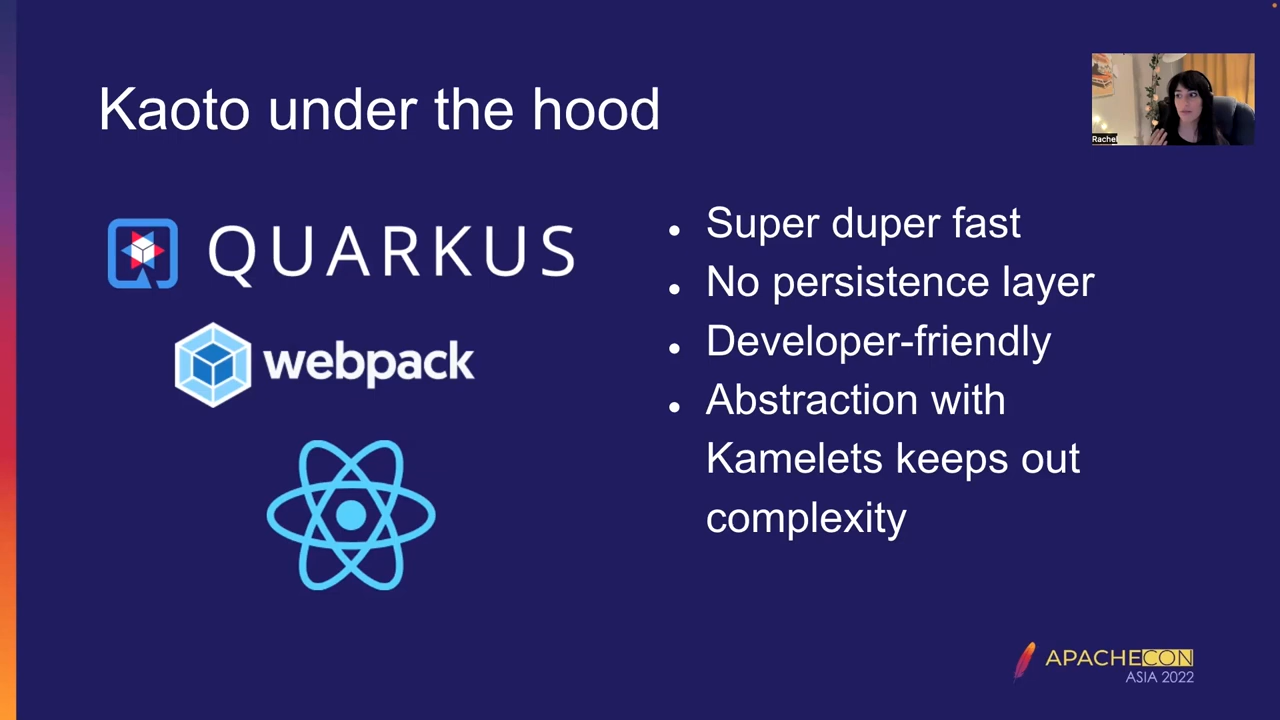 Kaoto under the hood
Rachel
QUARKUS
webpack
Super duper fast
No persistence layer
Developer-friendly
Abstraction with
Kamelets keeps out
complexity
APACHECON
ASIA 2022